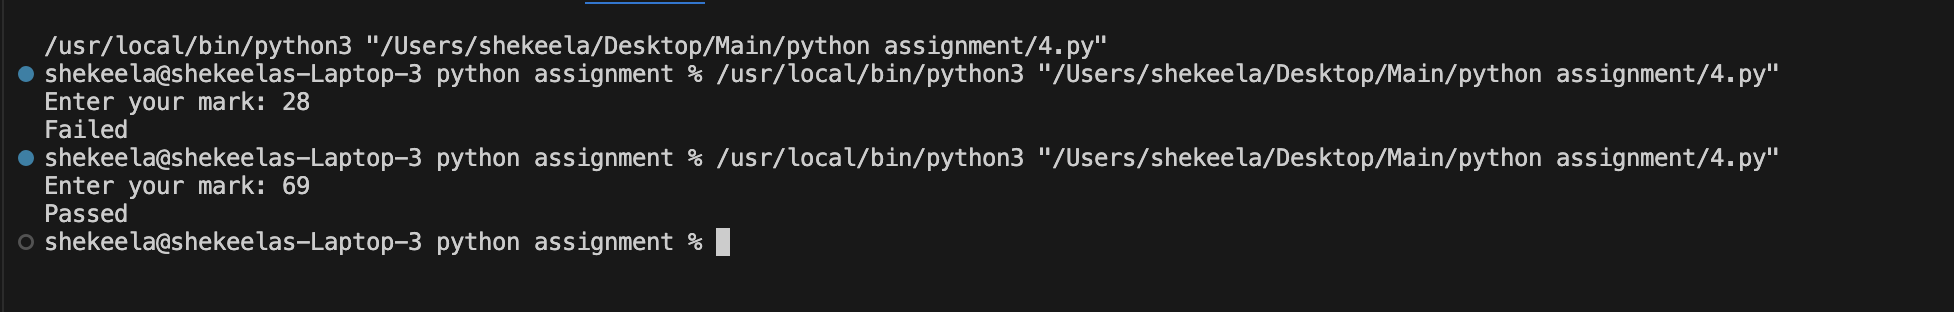 /usr/local/bin/python3 "/Users/shekeela/Desktop/Main/python assignment/4.py"
shekeela@shekeelas-Laptop-3 python assignment % /usr/local/bin/python3 "/Users/shekeela/Desktop/Main/python assignment/4.py"
Enter your mark: 28
Failed
shekeela@shekeelas-Laptop-3 python assignment % /usr/local/bin/python3 "/Users/shekeela/Desktop/Main/python assignment/4.py"
Enter your mark: 69
Passed
shekeela@shekeelas-Laptop-3 python assignment %